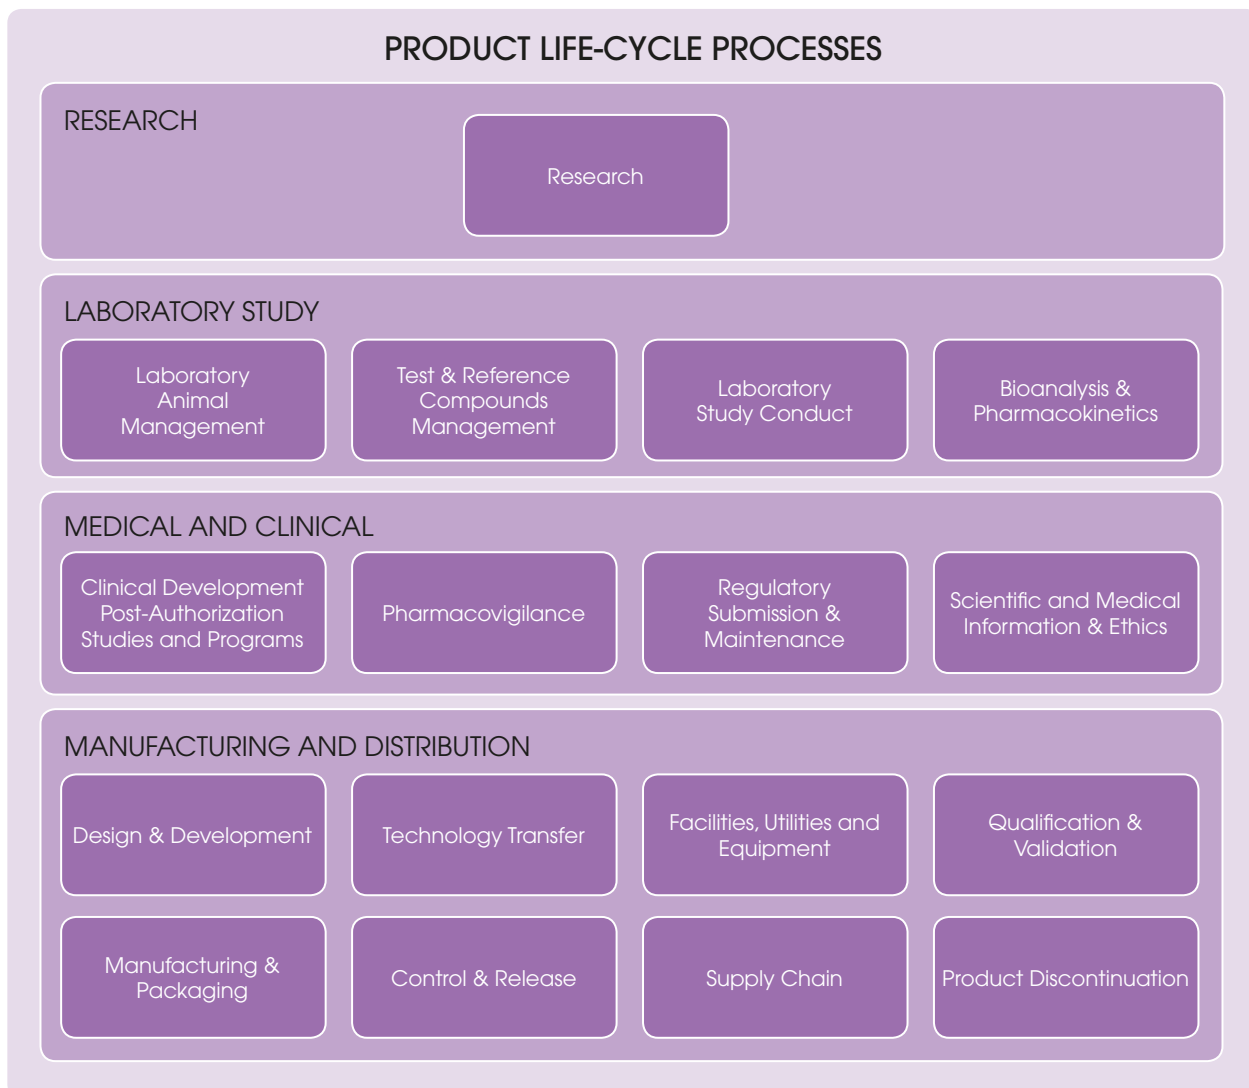 PRODUCT LIFE-CYCLE PROCESSES
RESEARCH
Research
LABORATORY STUDY
Laboratory
Animal
Management
Test & Reference
Compounds
Management
Laboratory
Study Conduct
Bioanalysis &
Pharmacokinetics
MEDICAL AND CLINICAL
Clinical Development
Post-Authorization
Studies and Programs
Pharmacovigilance
Regulatory
Submission &
Maintenance
Scientific and Medical
Information & Ethics
MANUFACTURING AND DISTRIBUTION
Design & Development
Technology Transfer
Facilities, Utilities and
Equipment
Qualification &
Validation
Manufacturing &
Packaging
Control & Release
Supply Chain
Product Discontinuation